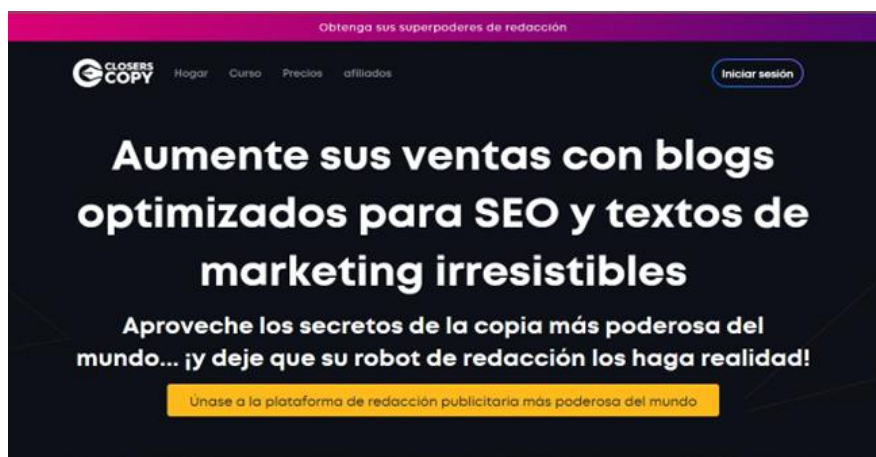 Obtenga sus superpoderes de redacción
CLOSERS COPY Hogar Curso Precios afiliados Iniciar sesión
Aumente sus ventas con blogs
optimizados para SEO y textos de
marketing irresistibles
Aproveche los secretos de la copia más poderosa del
mundo... ¡y deje que su robot de redacción los haga realidad!
Únase a la plataforma de redacción publicitaria más poderosa del mundo